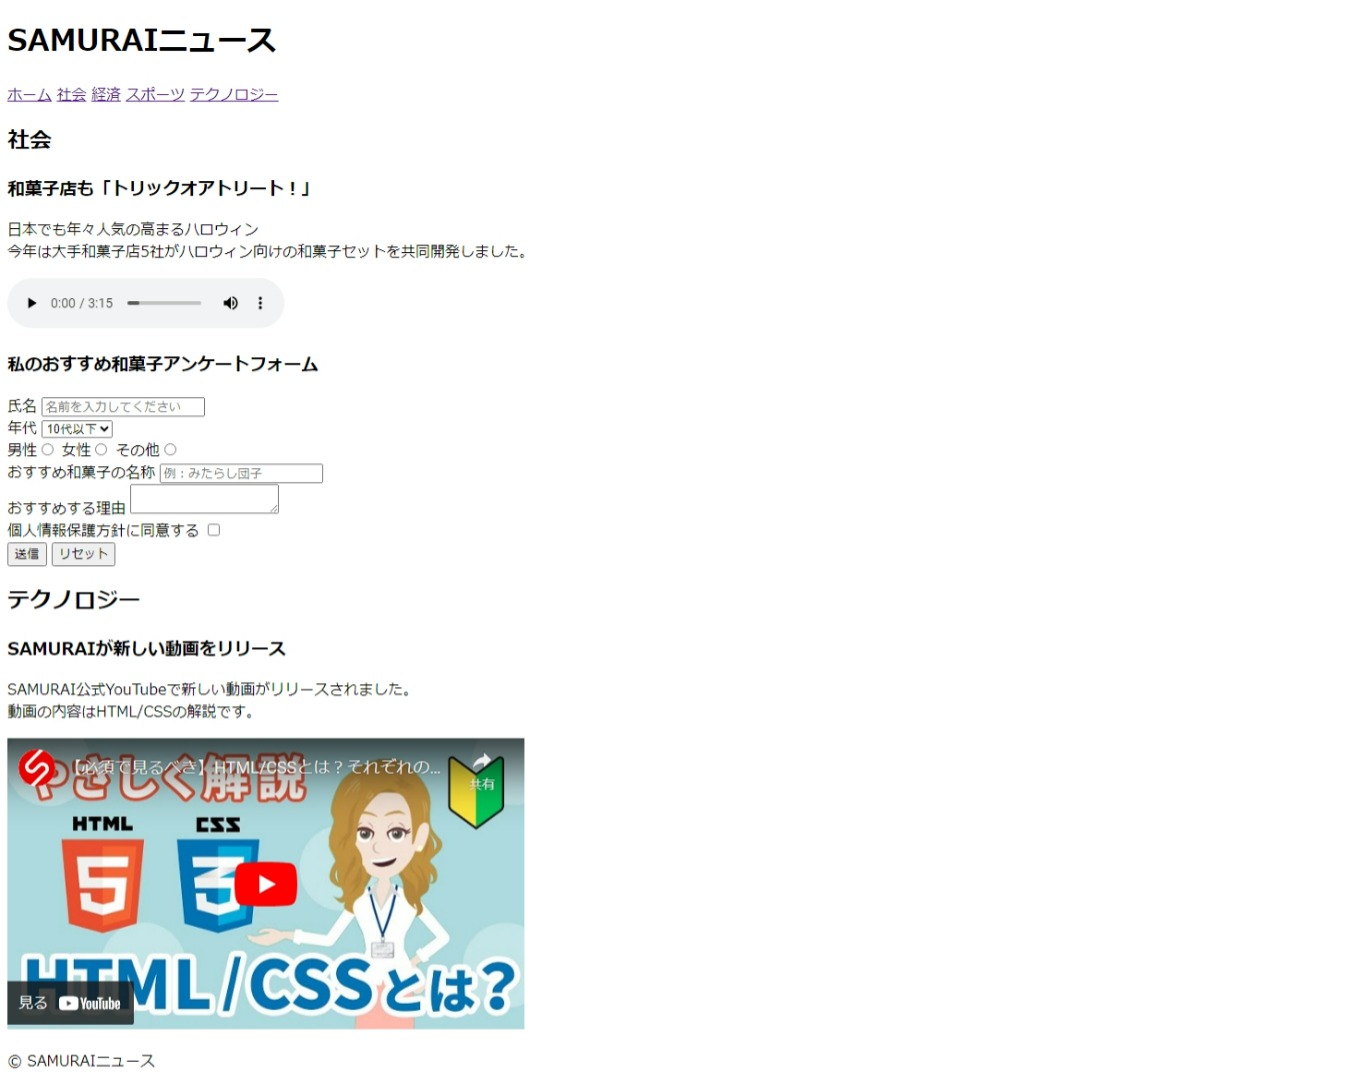 SAMURAIニュース
ホーム 社会 経済 スポーツ テクノロジー
社会
和菓子店も「トリックオアトリート！」
日本でも年々人気の高まるハロウィン
今年は大手和菓子店5社がハロウィン向けの和菓子セットを共同開発しました。
0:00 / 3:15
私のおすすめ和菓子アンケートフォーム
氏名 名前を入力してください
年代 10代以下
男性 女性 その他
おすすめ和菓子の名称 例：みたらし団子
おすすめする理由
個人情報保護方針に同意する
送信 リセット
テクノロジー
SAMURAIが新しい動画をリリース
SAMURAI公式YouTubeで新しい動画がリリースされました。
動画の内容はHTML/CSSの解説です。
【必須で見るべき】HTML/CSSとは？それぞれの...
共有
やさしく解説
HTML CSS
5 3
HTML/CSSとは？
見る YouTube
© SAMURAIニュース